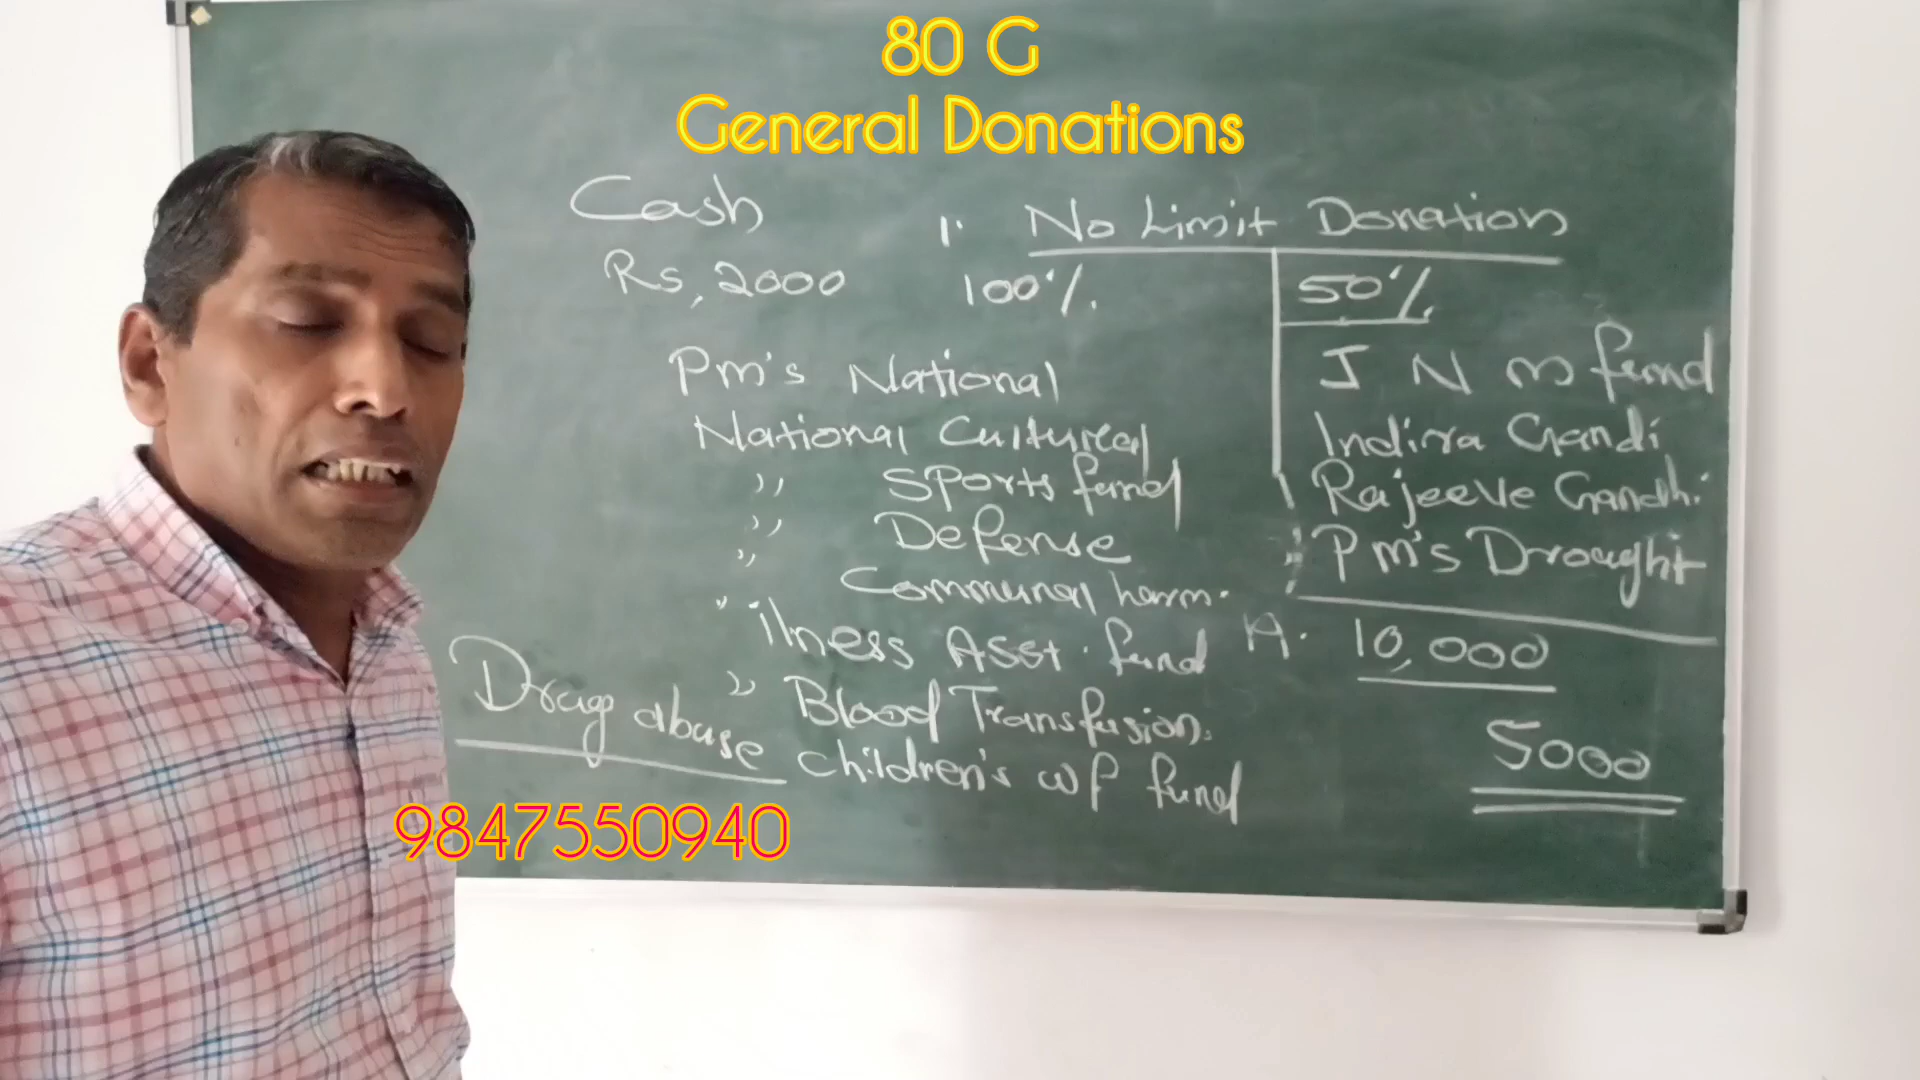 80 G
General Donations
Cash
Rs, 2000
1. No Limit Donation
100%.
50%.
Pm's National
National Cultural
,, Sports fund
,, Defense
,, Communal harm.
,, ilness Asst. fund
,, Blood Transfusion.
Drug abuse
children's wf fund
J N m fund
Indira Gandi
Rajeeve Gandhi
Pm's Drought
A. 10,000
5000
9847550940